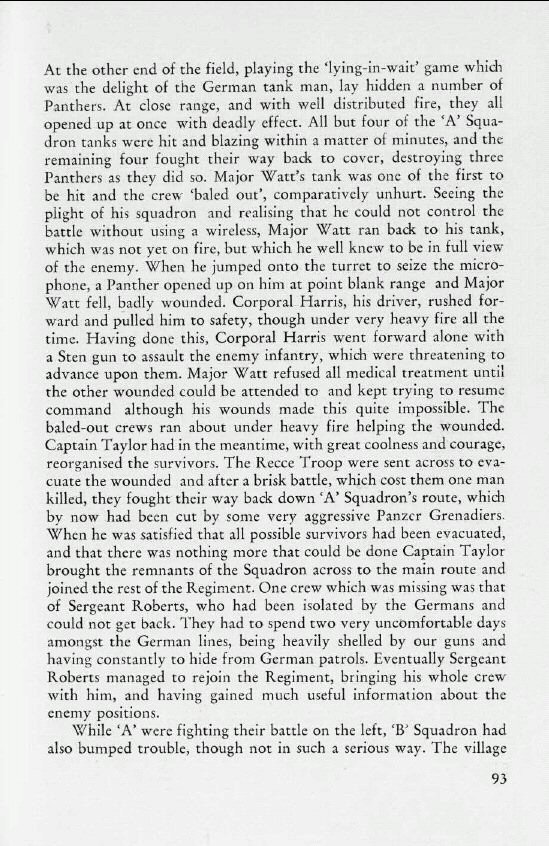 At the other end of the field, playing the ‘lying-in-wait’ game which
was the delight of the German tank man, lay hidden a number of
Panthers. At close range, and with well distributed fire, they all
opened up at once with deadly effect. All but four of the ‘A’ Squa-
dron tanks were hit and blazing within a matter of minutes, and the
remaining four fought their way back to cover, destroying three
Panthers as they did so. Major Watt’s tank was one of the first to
be hit and the crew ‘baled out’, comparatively unhurt. Seeing the
plight of his squadron and realising that he could not control the
battle without using a wireless, Major Watt ran back to his tank,
which was not yet on fire, but which he well knew to be in full view
of the enemy. When he jumped onto the turret to seize the micro-
phone, a Panther opened up on him at point blank range and Major
Watt fell, badly wounded. Corporal Harris, his driver, rushed for-
ward and pulled him to safety, though under very heavy fire all the
time. Having done this, Corporal Harris went forward alone with
a Sten gun to assault the enemy infantry, which were threatening to
advance upon them. Major Watt refused all medical treatment until
the other wounded could be attended to and kept trying to resume
command although his wounds made this quite impossible. The
baled-out crews ran about under heavy fire helping the wounded.
Captain Taylor had in the meantime, with great coolness and courage,
reorganised the survivors. The Recce Troop were sent across to eva-
cuate the wounded and after a brisk battle, which cost them one man
killed, they fought their way back down ‘A’ Squadron’s route, which
by now had been cut by some very aggressive Panzer Grenadiers.
When he was satisfied that all possible survivors had been evacuated,
and that there was nothing more that could be done Captain Taylor
brought the remnants of the Squadron across to the main route and
joined the rest of the Regiment. One crew which was missing was that
of Sergeant Roberts, who had been isolated by the Germans and
could not get back. They had to spend two very uncomfortable days
amongst the German lines, being heavily shelled by our guns and
having constantly to hide from German patrols. Eventually Sergeant
Roberts managed to rejoin the Regiment, bringing his whole crew
with him, and having gained much useful information about the
enemy positions.
While ‘A’ were fighting their battle on the left, ‘B’ Squadron had
also bumped trouble, though not in such a serious way. The village
93